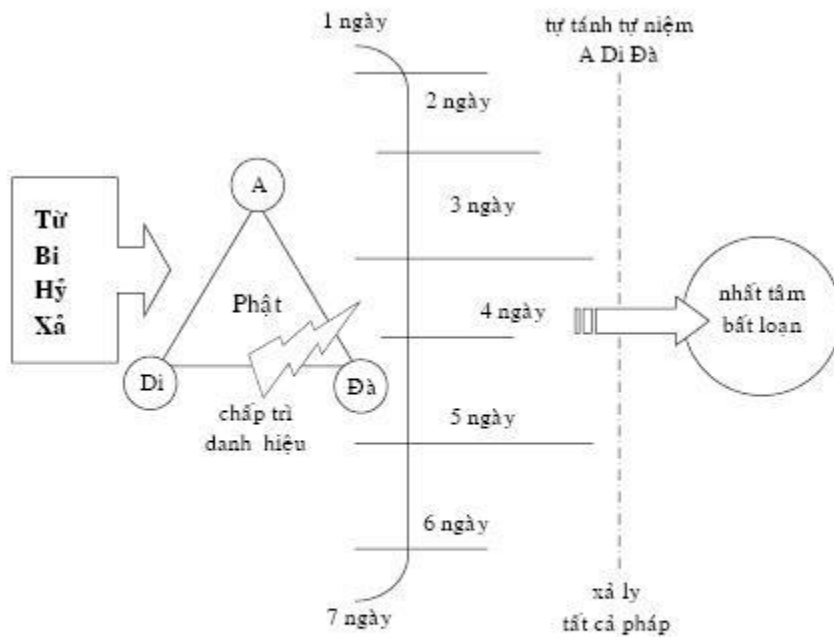 1 ngày
tự tánh tự niệm
A Di Đà
2 ngày
A
3 ngày
Từ
Bi
Hỷ
Xả
Phật
4 ngày
nhất tâm
bất loạn
Di
Đà
chấp trì
danh hiệu
5 ngày
6 ngày
7 ngày
xả ly
tất cả pháp